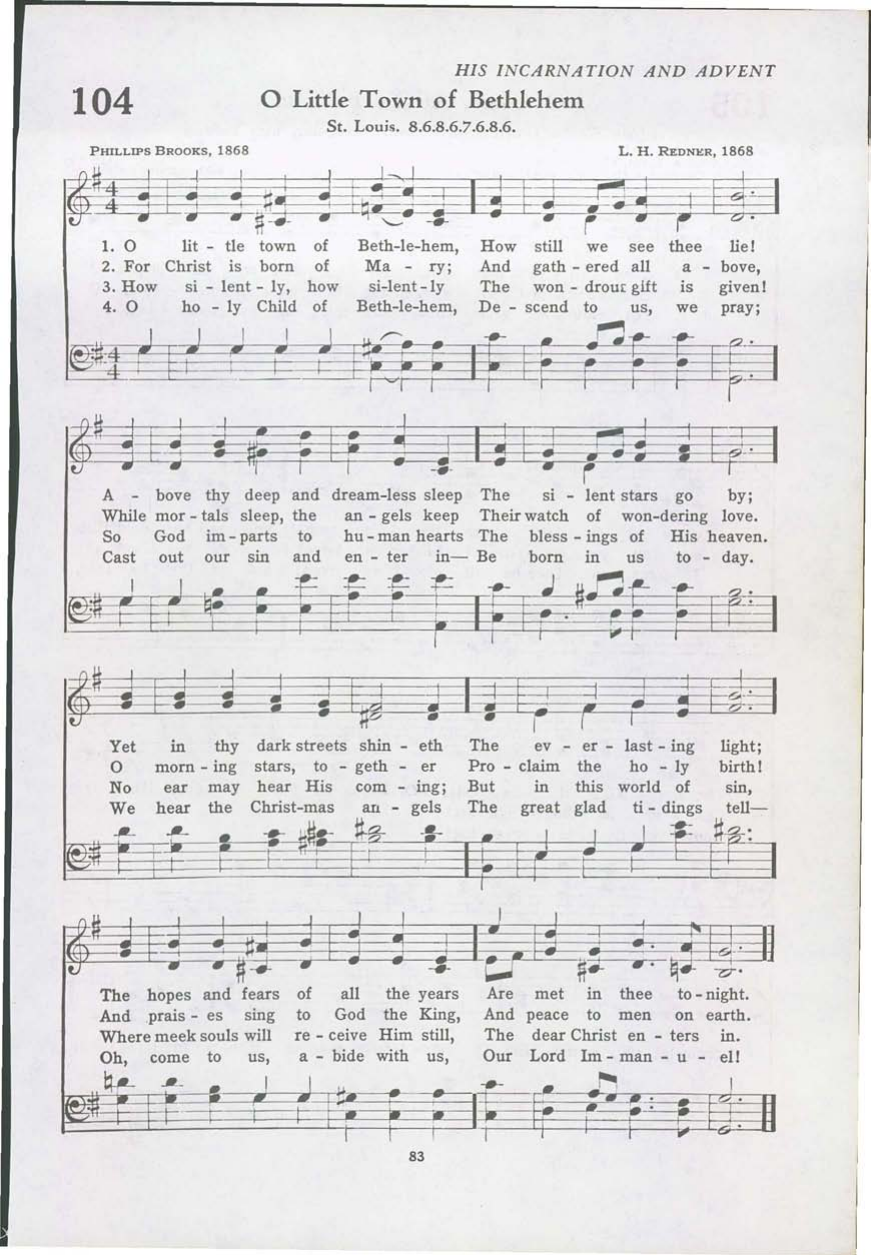 HIS INCARNATION AND ADVENT
104
O Little Town of Bethlehem
St. Louis. 8.6.8.6.7.6.8.6.
PHILLIPS BROOKS, 1868 L. H. REDNER, 1868
1. O lit - tle town of Beth-le-hem, How still we see thee lie!
2. For Christ is born of Ma - ry; And gath - ered all a - bove,
3. How si - lent - ly, how si-lent - ly The won - drous gift is given!
4. O ho - ly Child of Beth-le-hem, De - scend to us, we pray;
A - bove thy deep and dream-less sleep The si - lent stars go by;
While mor - tals sleep, the an - gels keep Their watch of won-dering love.
So God im - parts to hu - man hearts The bless - ings of His heaven.
Cast out our sin and en - ter in— Be born in us to - day.
Yet in thy dark streets shin - eth The ev - er - last - ing light;
O morn - ing stars, to - geth - er Pro - claim the ho - ly birth!
No ear may hear His com - ing; But in this world of sin,
We hear the Christ-mas an - gels The great glad ti - dings tell—
The hopes and fears of all the years Are met in thee to - night.
And prais - es sing to God the King, And peace to men on earth.
Where meek souls will re - ceive Him still, The dear Christ en - ters in.
Oh, come to us, a - bide with us, Our Lord Im - man - u - el!
83